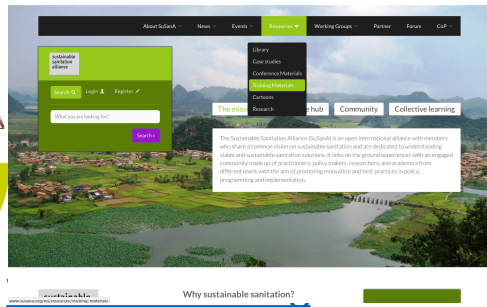 About SuSanA News Events Resources Working Groups Partner Forum CoP
sustainable
sanitation
alliance
Search Login Register
What you are looking for?
Search ›
Library
Case studies
Conference Materials
Training Materials
Cartoons
Research
The miss e hub Community Collective learning
The Sustainable Sanitation Alliance (SuSanA) is an open international alliance with members
who share a common vision on sustainable sanitation and are dedicated to understanding
viable and sustainable sanitation solutions. It links on the ground experiences with an engaged
community made up of practitioners, policy makers, researchers, and academics from
different levels with the aim of promoting innovation and best practices in policy,
programming and implementation.
sustainable
Why sustainable sanitation?
www.susana.org/en/resources/training-materials